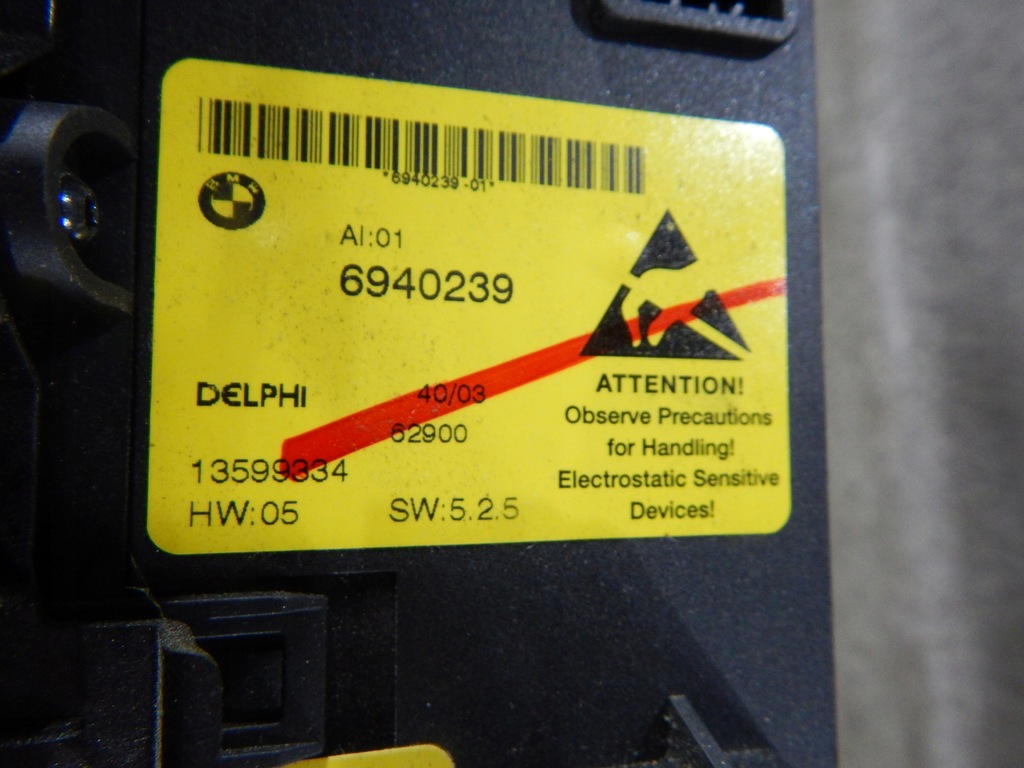 *6940239-01*
BMW
AI:01
6940239
DELPHI
40/03
62900
13599334
HW:05
SW:5.2.5
ATTENTION!
Observe Precautions
for Handling!
Electrostatic Sensitive
Devices!